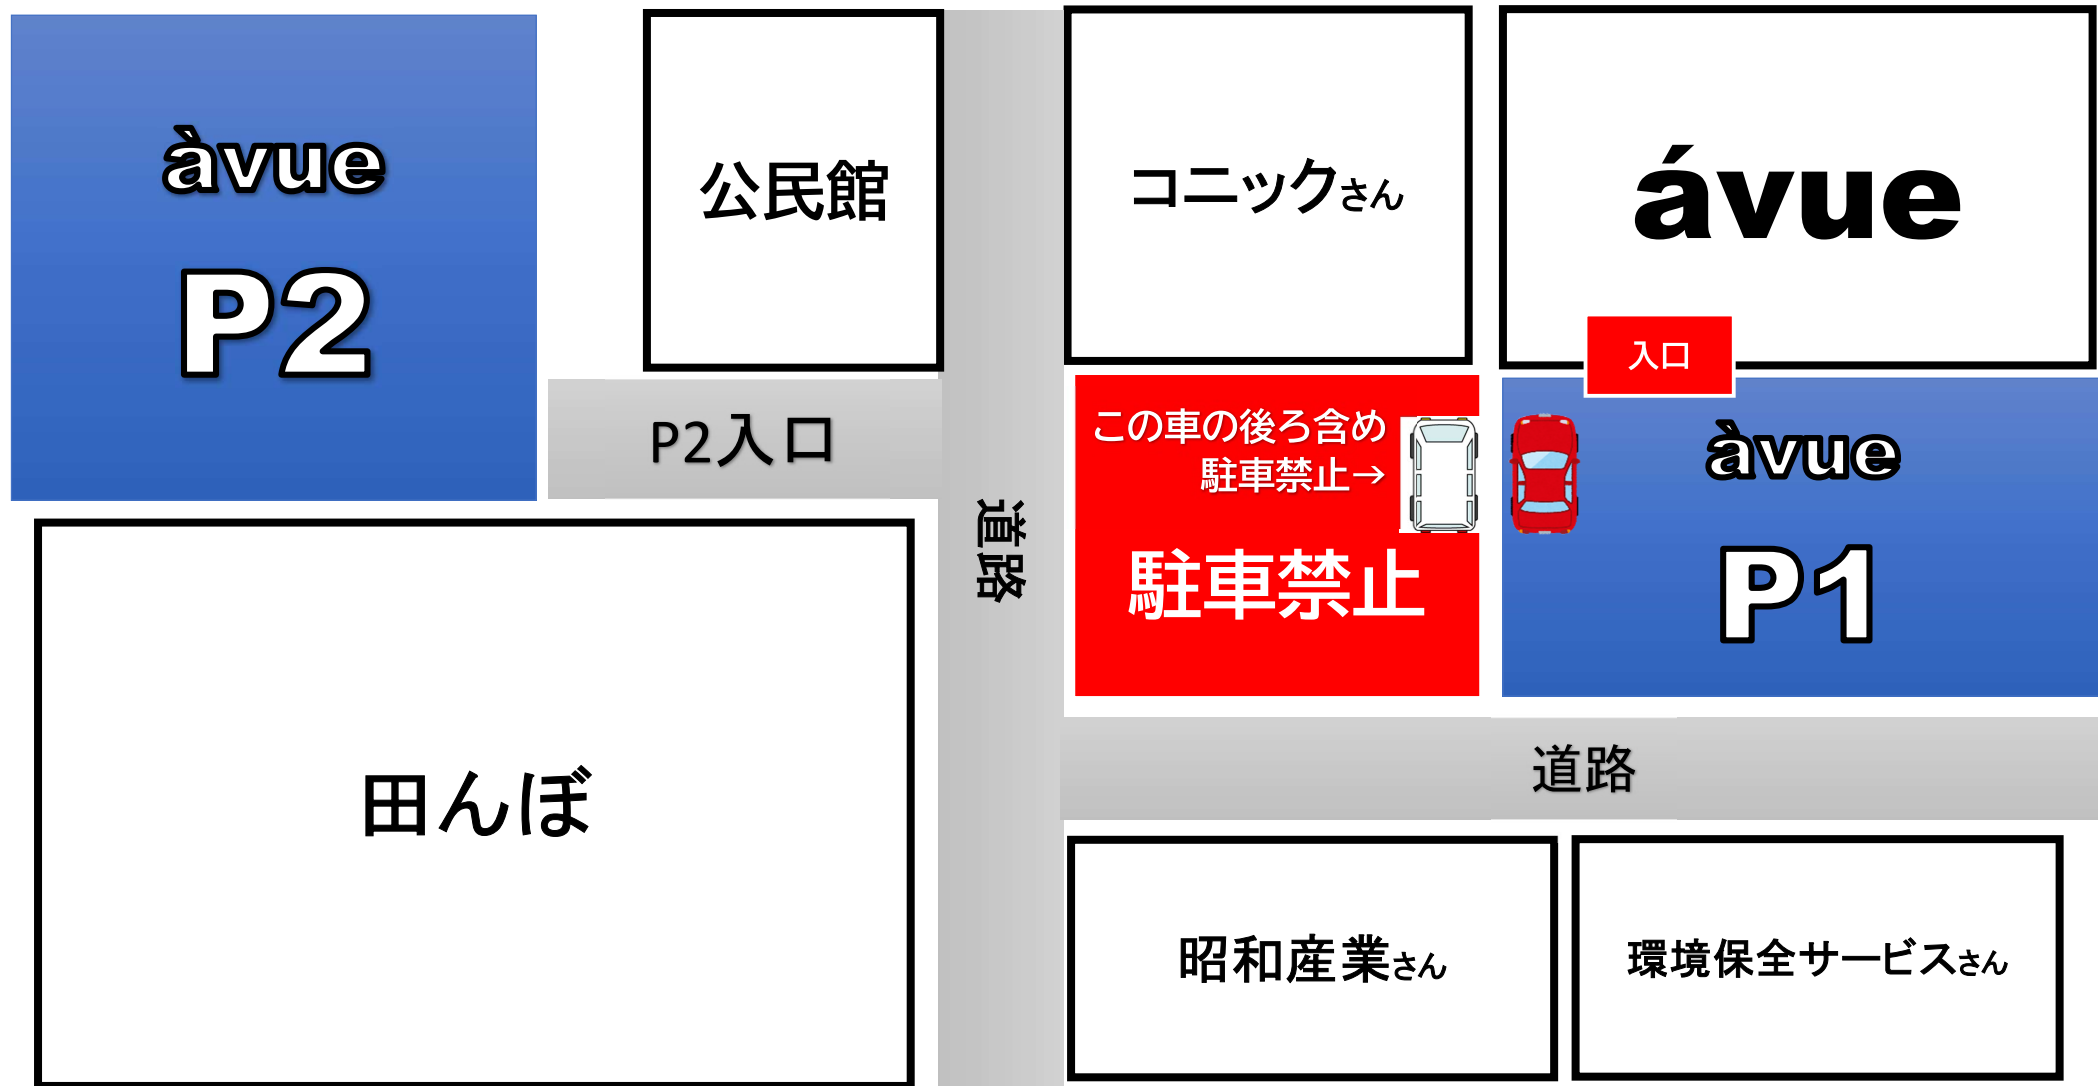 àvue
P2
公民館
コニックさん
ávue
入口
P2入口
道路
この車の後ろ含め
駐車禁止→
駐車禁止
àvue
P1
道路
田んぼ
昭和産業さん
環境保全サービスさん